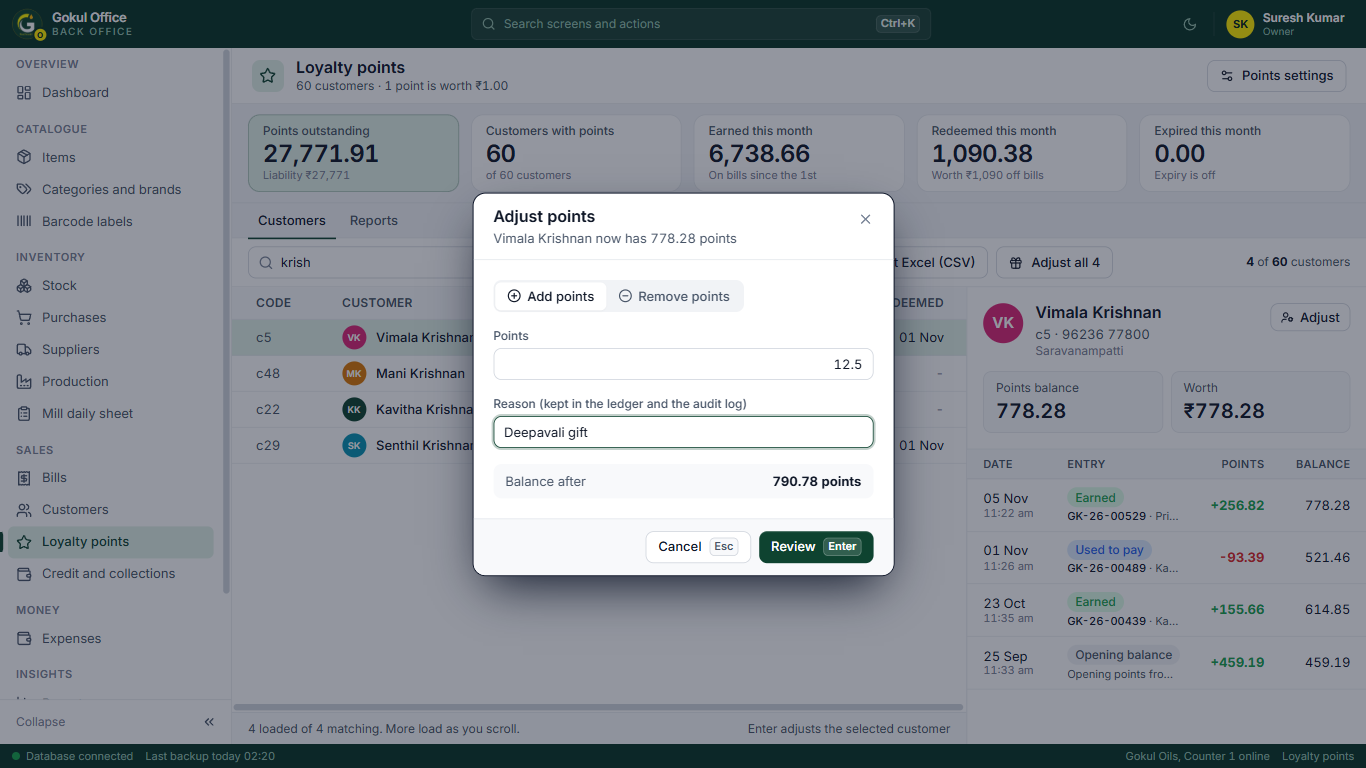 Gokul Office
BACK OFFICE
Search screens and actions
Ctrl+K
SK
Suresh Kumar
Owner
OVERVIEW
Dashboard
CATALOGUE
Items
Categories and brands
Barcode labels
INVENTORY
Stock
Purchases
Suppliers
Production
Mill daily sheet
SALES
Bills
Customers
Loyalty points
Credit and collections
MONEY
Expenses
INSIGHTS
Collapse
Loyalty points
60 customers · 1 point is worth ₹1.00
Points settings
Points outstanding
27,771.91
Liability ₹27,771
Customers with points
60
of 60 customers
Earned this month
6,738.66
On bills since the 1st
Redeemed this month
1,090.38
Worth ₹1,090 off bills
Expired this month
0.00
Expiry is off
Customers Reports
krish
t Excel (CSV)
Adjust all 4
4 of 60 customers
CODE CUSTOMER DEEMED
c5 VK Vimala Krishnan 01 Nov
c48 MK Mani Krishnan -
c22 KK Kavitha Krishna -
c29 SK Senthil Krishnan 01 Nov
4 loaded of 4 matching. More load as you scroll.
Enter adjusts the selected customer
Adjust points
Vimala Krishnan now has 778.28 points
Add points Remove points
Points
12.5
Reason (kept in the ledger and the audit log)
Deepavali gift
Balance after 790.78 points
Cancel Esc
Review Enter
VK
Vimala Krishnan
c5 · 96236 77800
Saravanampatti
Adjust
Points balance
778.28
Worth
₹778.28
DATE ENTRY POINTS BALANCE
05 Nov Earned +256.82 778.28
11:22 am GK-26-00529 · Pri...
01 Nov Used to pay -93.39 521.46
11:26 am GK-26-00489 · Ka...
23 Oct Earned +155.66 614.85
11:35 am GK-26-00439 · Ka...
25 Sep Opening balance +459.19 459.19
11:33 am Opening points fro...
Database connected Last backup today 02:20
Gokul Oils, Counter 1 online Loyalty points